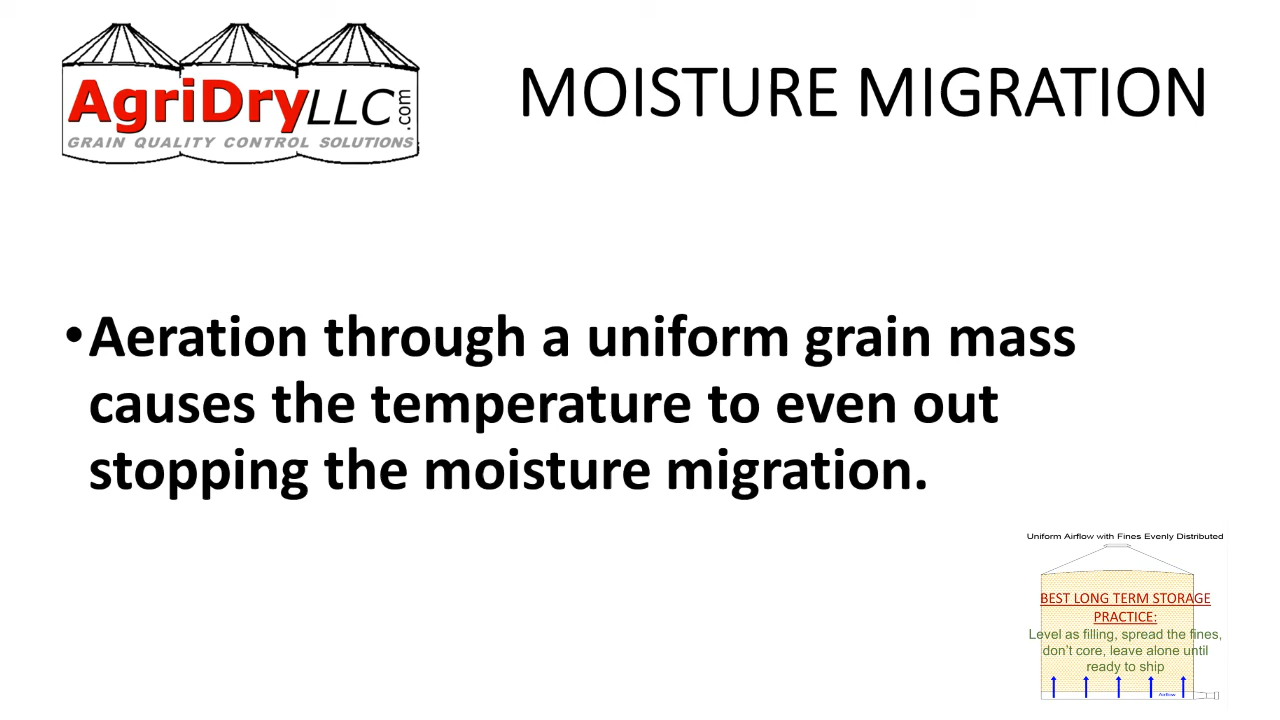 AgriDryLLC.com
GRAIN QUALITY CONTROL SOLUTIONS
MOISTURE MIGRATION
•Aeration through a uniform grain mass
causes the temperature to even out
stopping the moisture migration.
Uniform Airflow with Fines Evenly Distributed
BEST LONG TERM STORAGE
PRACTICE:
Level as filling, spread the fines,
don’t core, leave alone until
ready to ship
Airflow